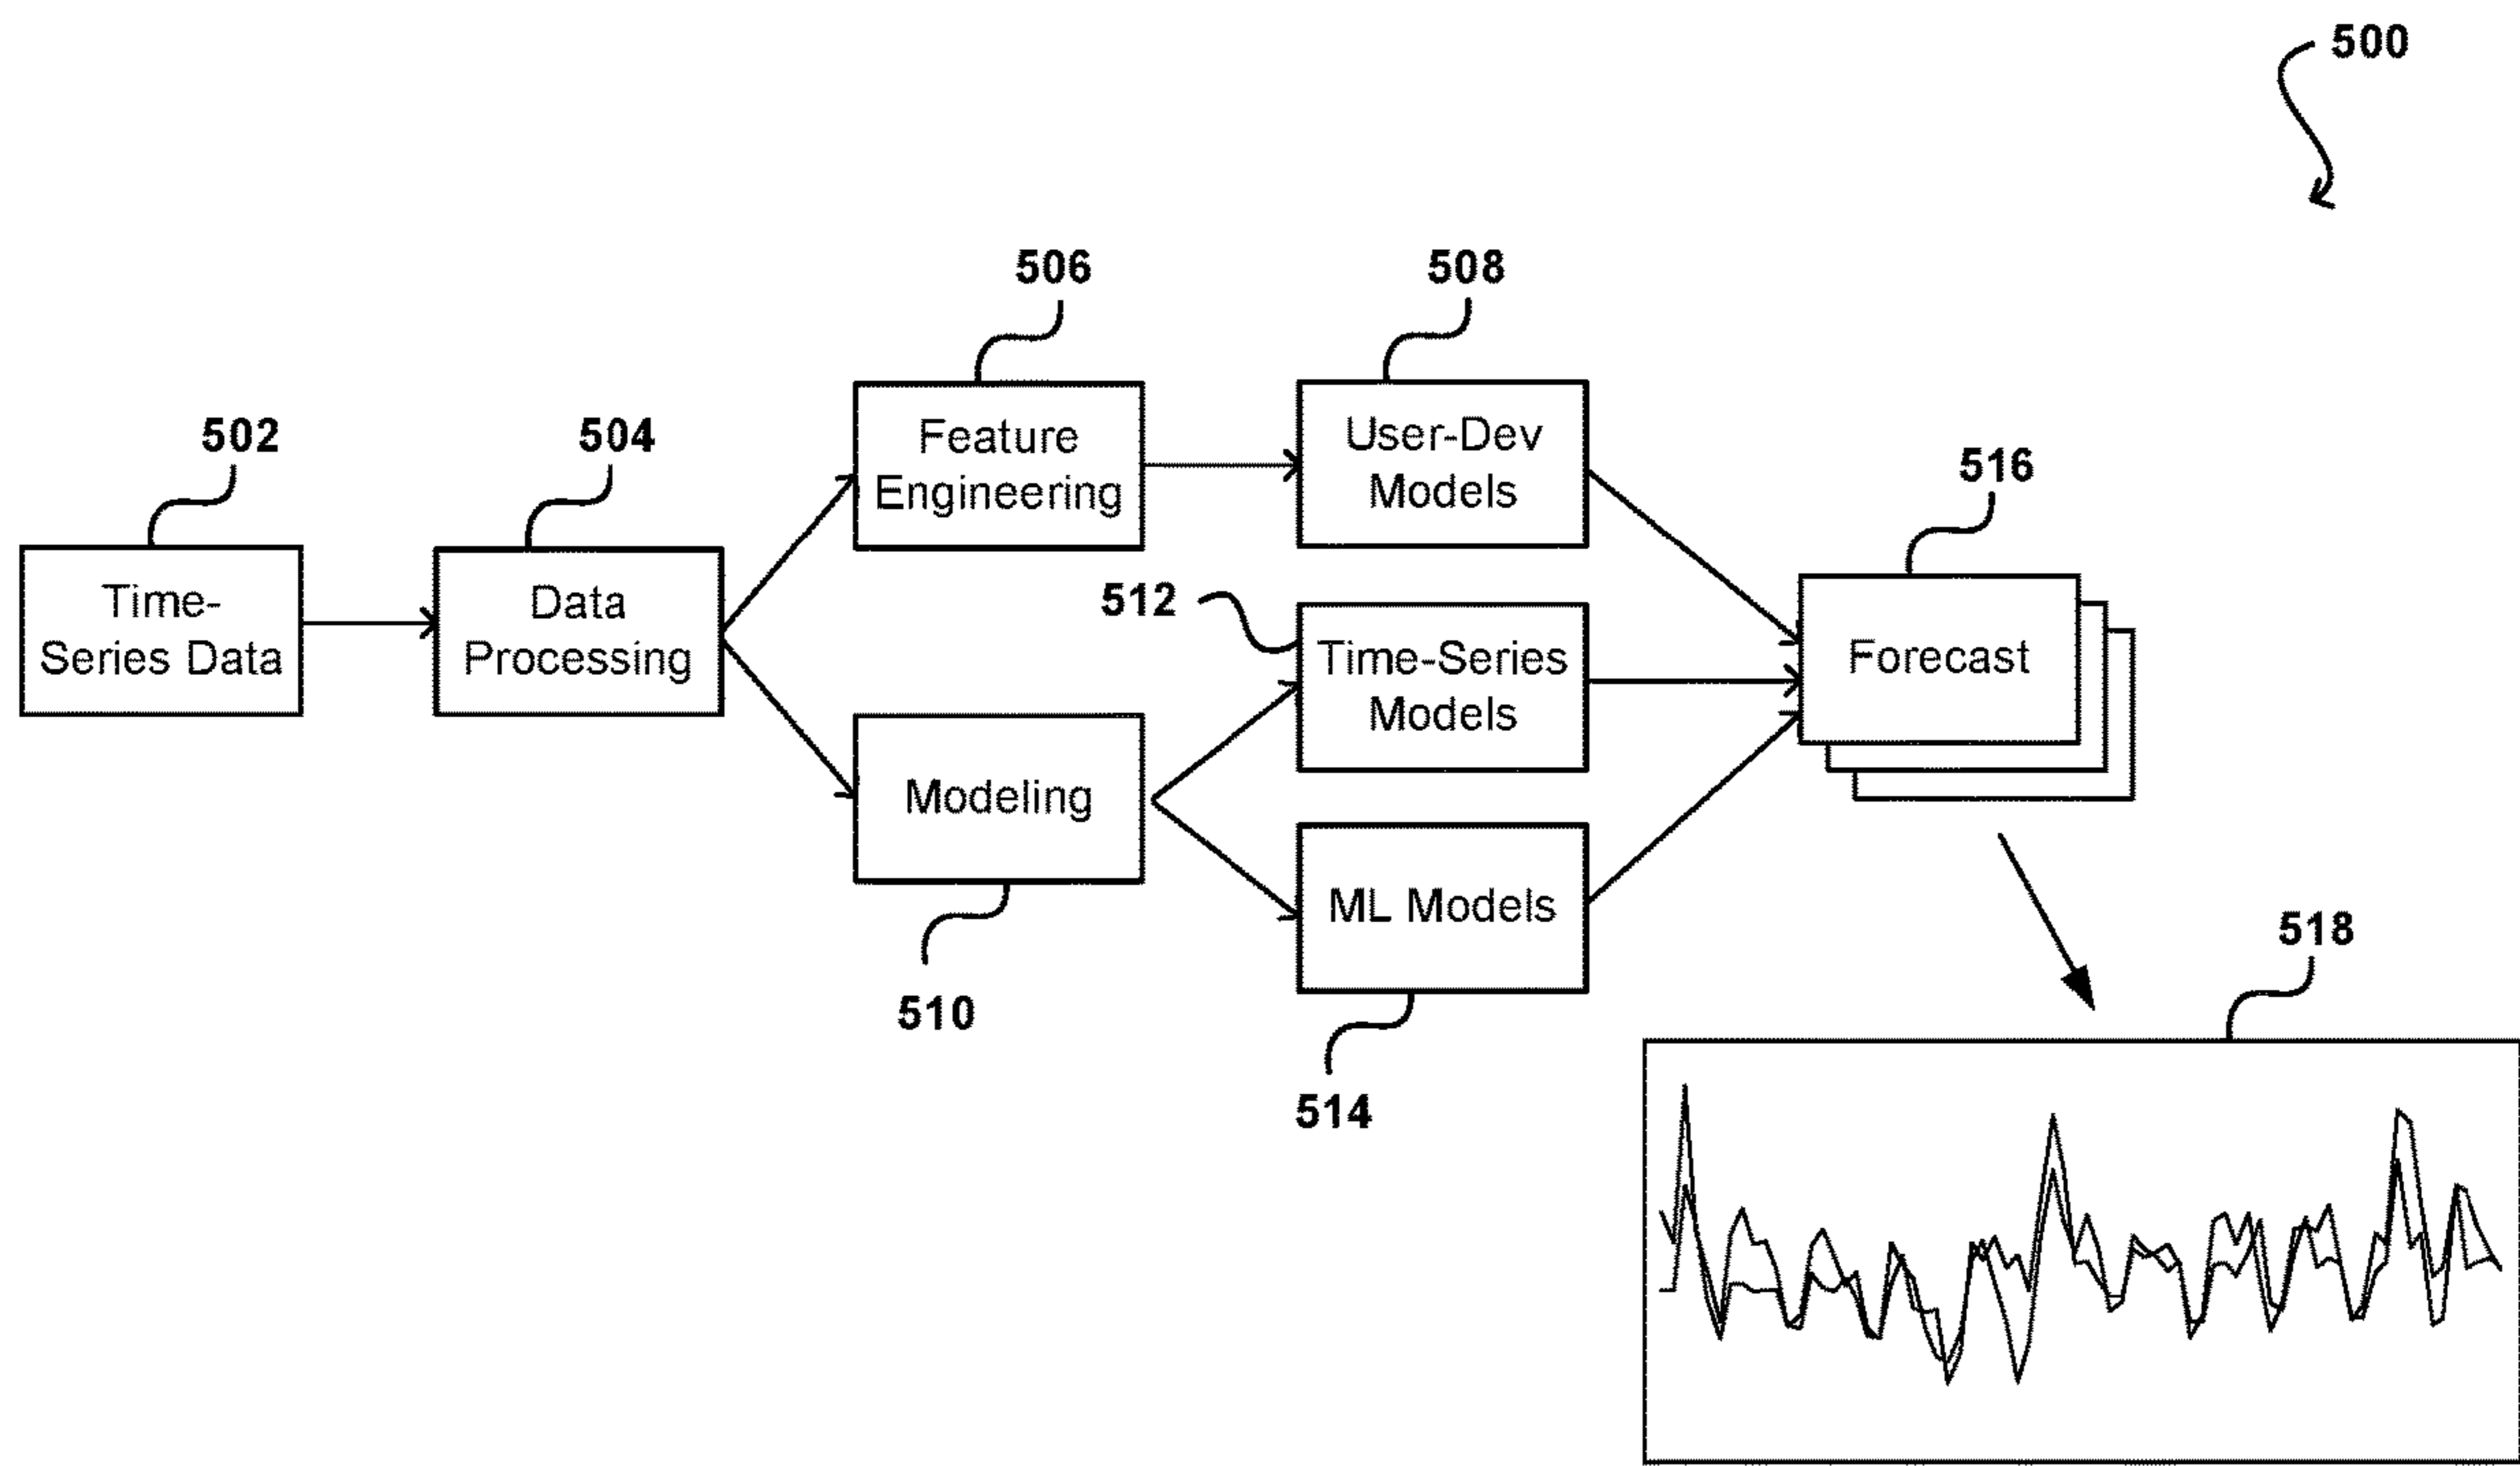 500
506
508
502
504
Feature
Engineering
User-Dev
Models
516
512
Time-
Series Data
Data
Processing
Time-Series
Models
Forecast
Modeling
ML Models
518
510
514